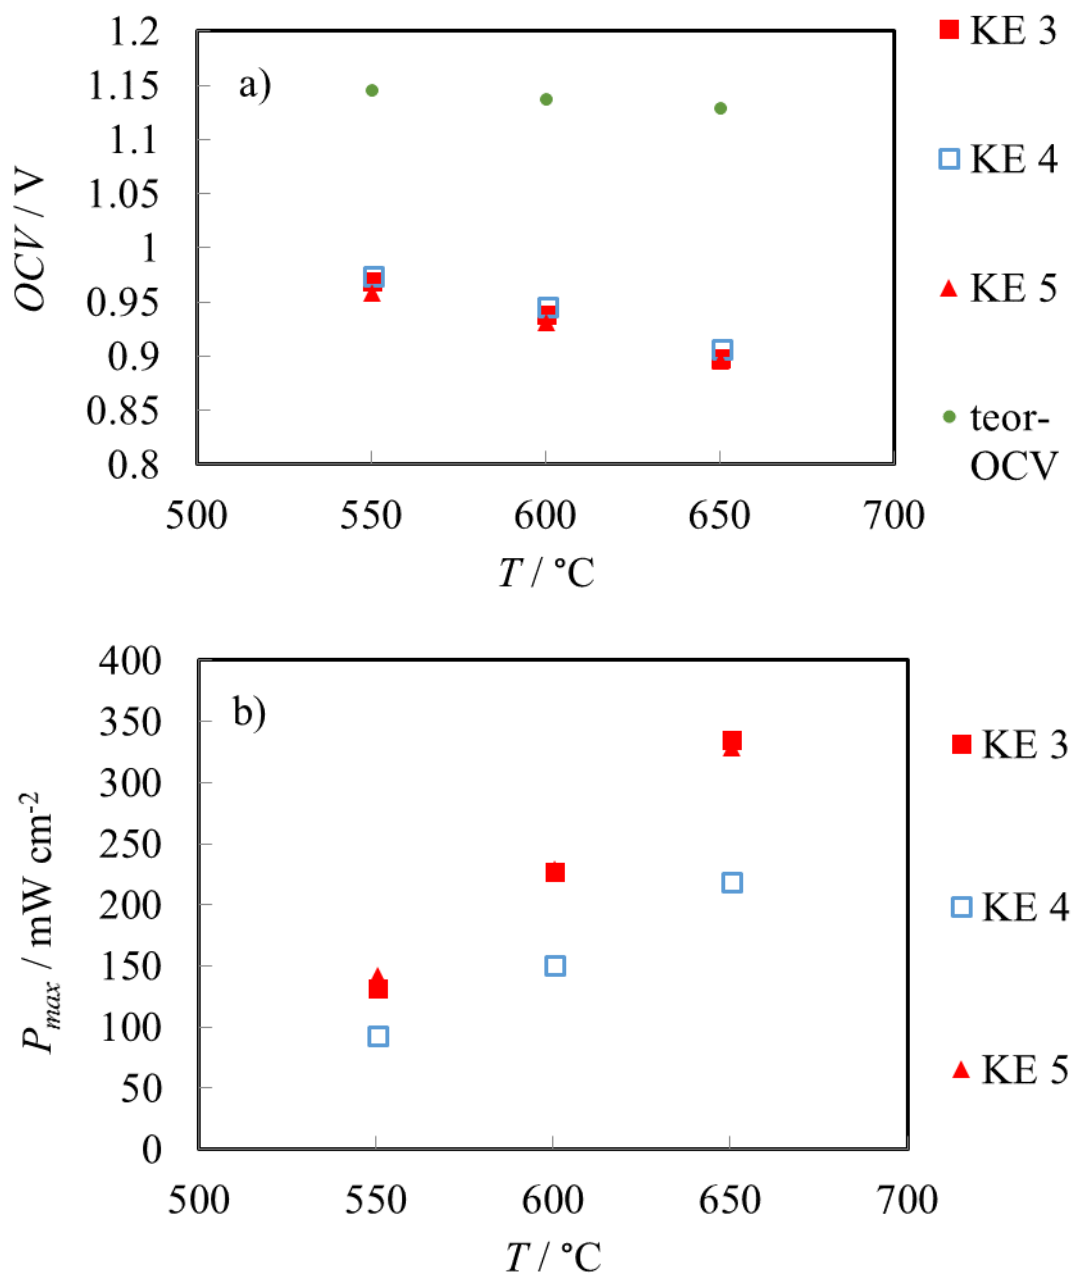 a)
OCV / V
1.2
1.15
1.1
1.05
1
0.95
0.9
0.85
0.8
500 550 600 650 700
T / °C
KE 3
KE 4
KE 5
teor-
OCV
b)
P_max / mW cm⁻²
400
350
300
250
200
150
100
50
0
500 550 600 650 700
T / °C
KE 3
KE 4
KE 5